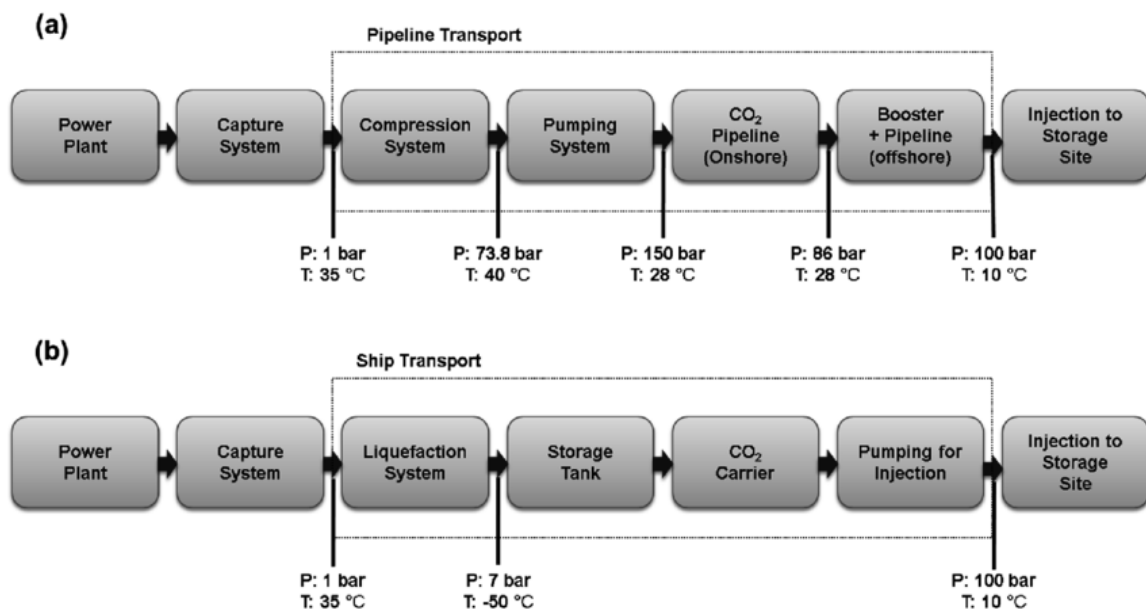 (a)
Pipeline Transport
Power
Plant
Capture
System
Compression
System
Pumping
System
CO₂
Pipeline
(Onshore)
Booster
+ Pipeline
(offshore)
Injection to
Storage
Site
P: 1 bar
T: 35 °C
P: 73.8 bar
T: 40 °C
P: 150 bar
T: 28 °C
P: 86 bar
T: 28 °C
P: 100 bar
T: 10 °C
(b)
Ship Transport
Power
Plant
Capture
System
Liquefaction
System
Storage
Tank
CO₂
Carrier
Pumping for
Injection
Injection to
Storage
Site
P: 1 bar
T: 35 °C
P: 7 bar
T: -50 °C
P: 100 bar
T: 10 °C